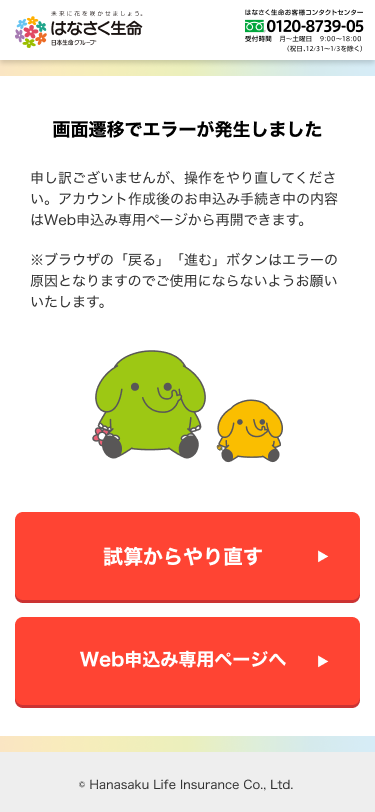 未来に花を咲かせましょう。
はなさく生命
日本生命グループ
はなさく生命お客様コンタクトセンター
0120-8739-05
受付時間 月〜土曜日 9:00〜18:00
(祝日、12/31〜1/3を除く)
画面遷移でエラーが発生しました
申し訳ございませんが、操作をやり直してくださ
い。アカウント作成後のお申込み手続き中の内容
はWeb申込み専用ページから再開できます。
※ブラウザの「戻る」「進む」ボタンはエラーの
原因となりますのでご使用にならないようお願い
いたします。
試算からやり直す
Web申込み専用ページへ
© Hanasaku Life Insurance Co., Ltd.